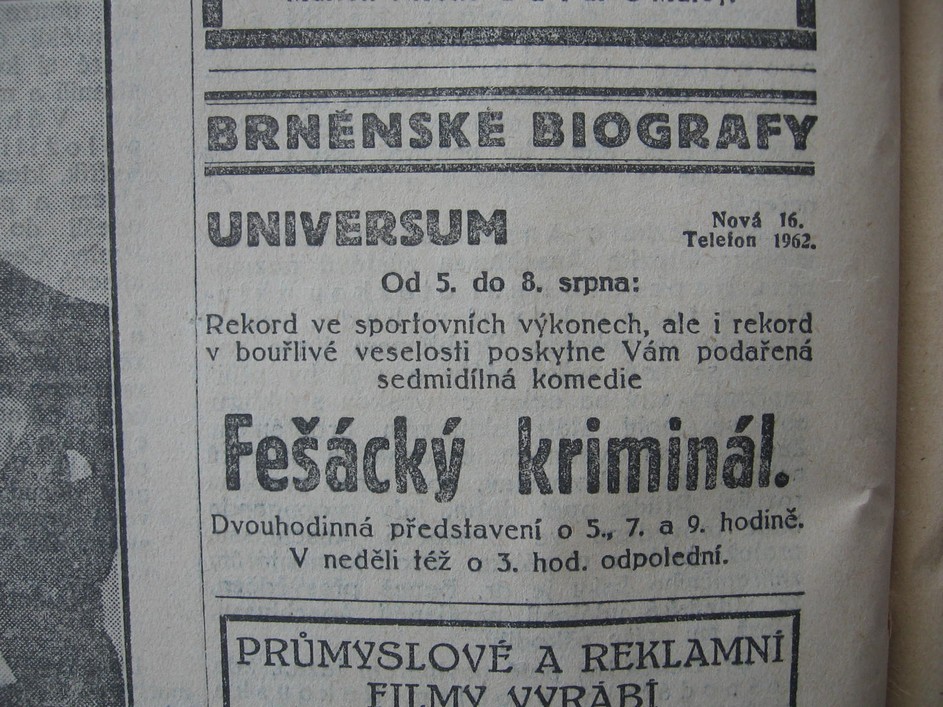 BRNĚNSKÉ BIOGRAFY
UNIVERSUM
Nová 16.
Telefon 1962.
Od 5. do 8. srpna:
Rekord ve sportovních výkonech, ale i rekord
v bouřlivé veselosti poskytne Vám podařená
sedmidílná komedie
Fešácký kriminál.
Dvouhodinná představení o 5., 7. a 9. hodině.
V neděli též o 3. hod. odpolední.
PRŮMYSLOVÉ A REKLAMNÍ
FILMY VYRÁBÍ